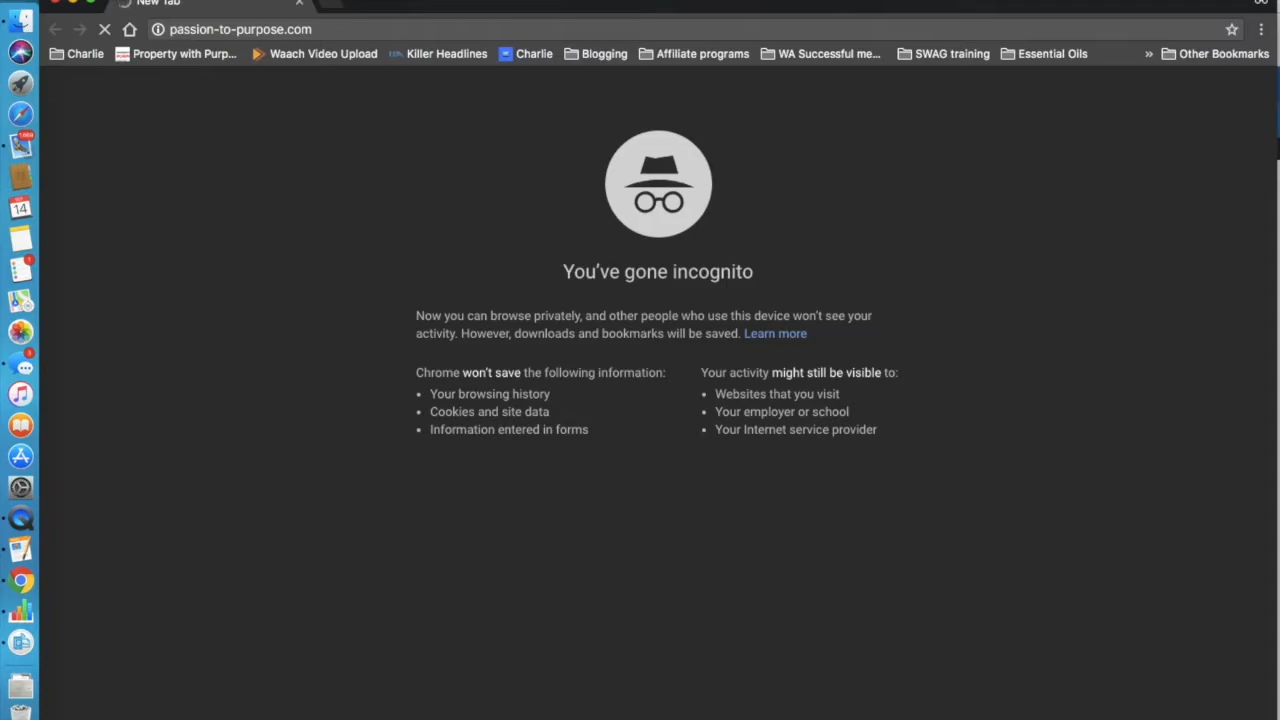 New Tab
passion-to-purpose.com
Charlie Property with Purp... Waach Video Upload Killer Headlines Charlie Blogging Affiliate programs WA Successful me... SWAG training Essential Oils » Other Bookmarks
14
1
3
You've gone incognito
Now you can browse privately, and other people who use this device won't see your
activity. However, downloads and bookmarks will be saved. Learn more
Chrome won't save the following information:
• Your browsing history
• Cookies and site data
• Information entered in forms
Your activity might still be visible to:
• Websites that you visit
• Your employer or school
• Your Internet service provider